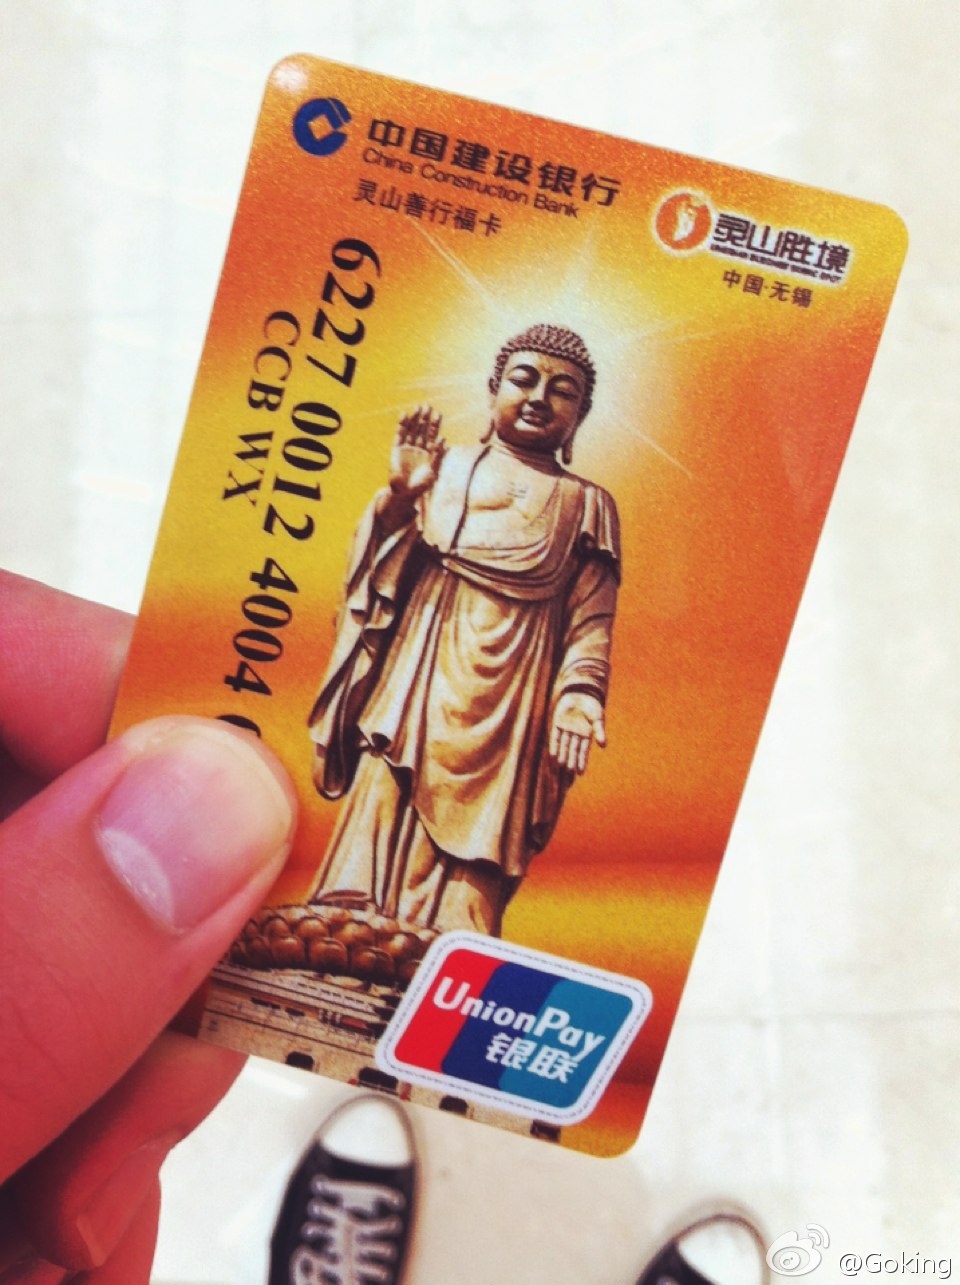 中国建设银行
China Construction Bank
灵山善行福卡
灵山胜境
中国·无锡
6227 0012 4004
CCB WX
UnionPay
银联
@Goking